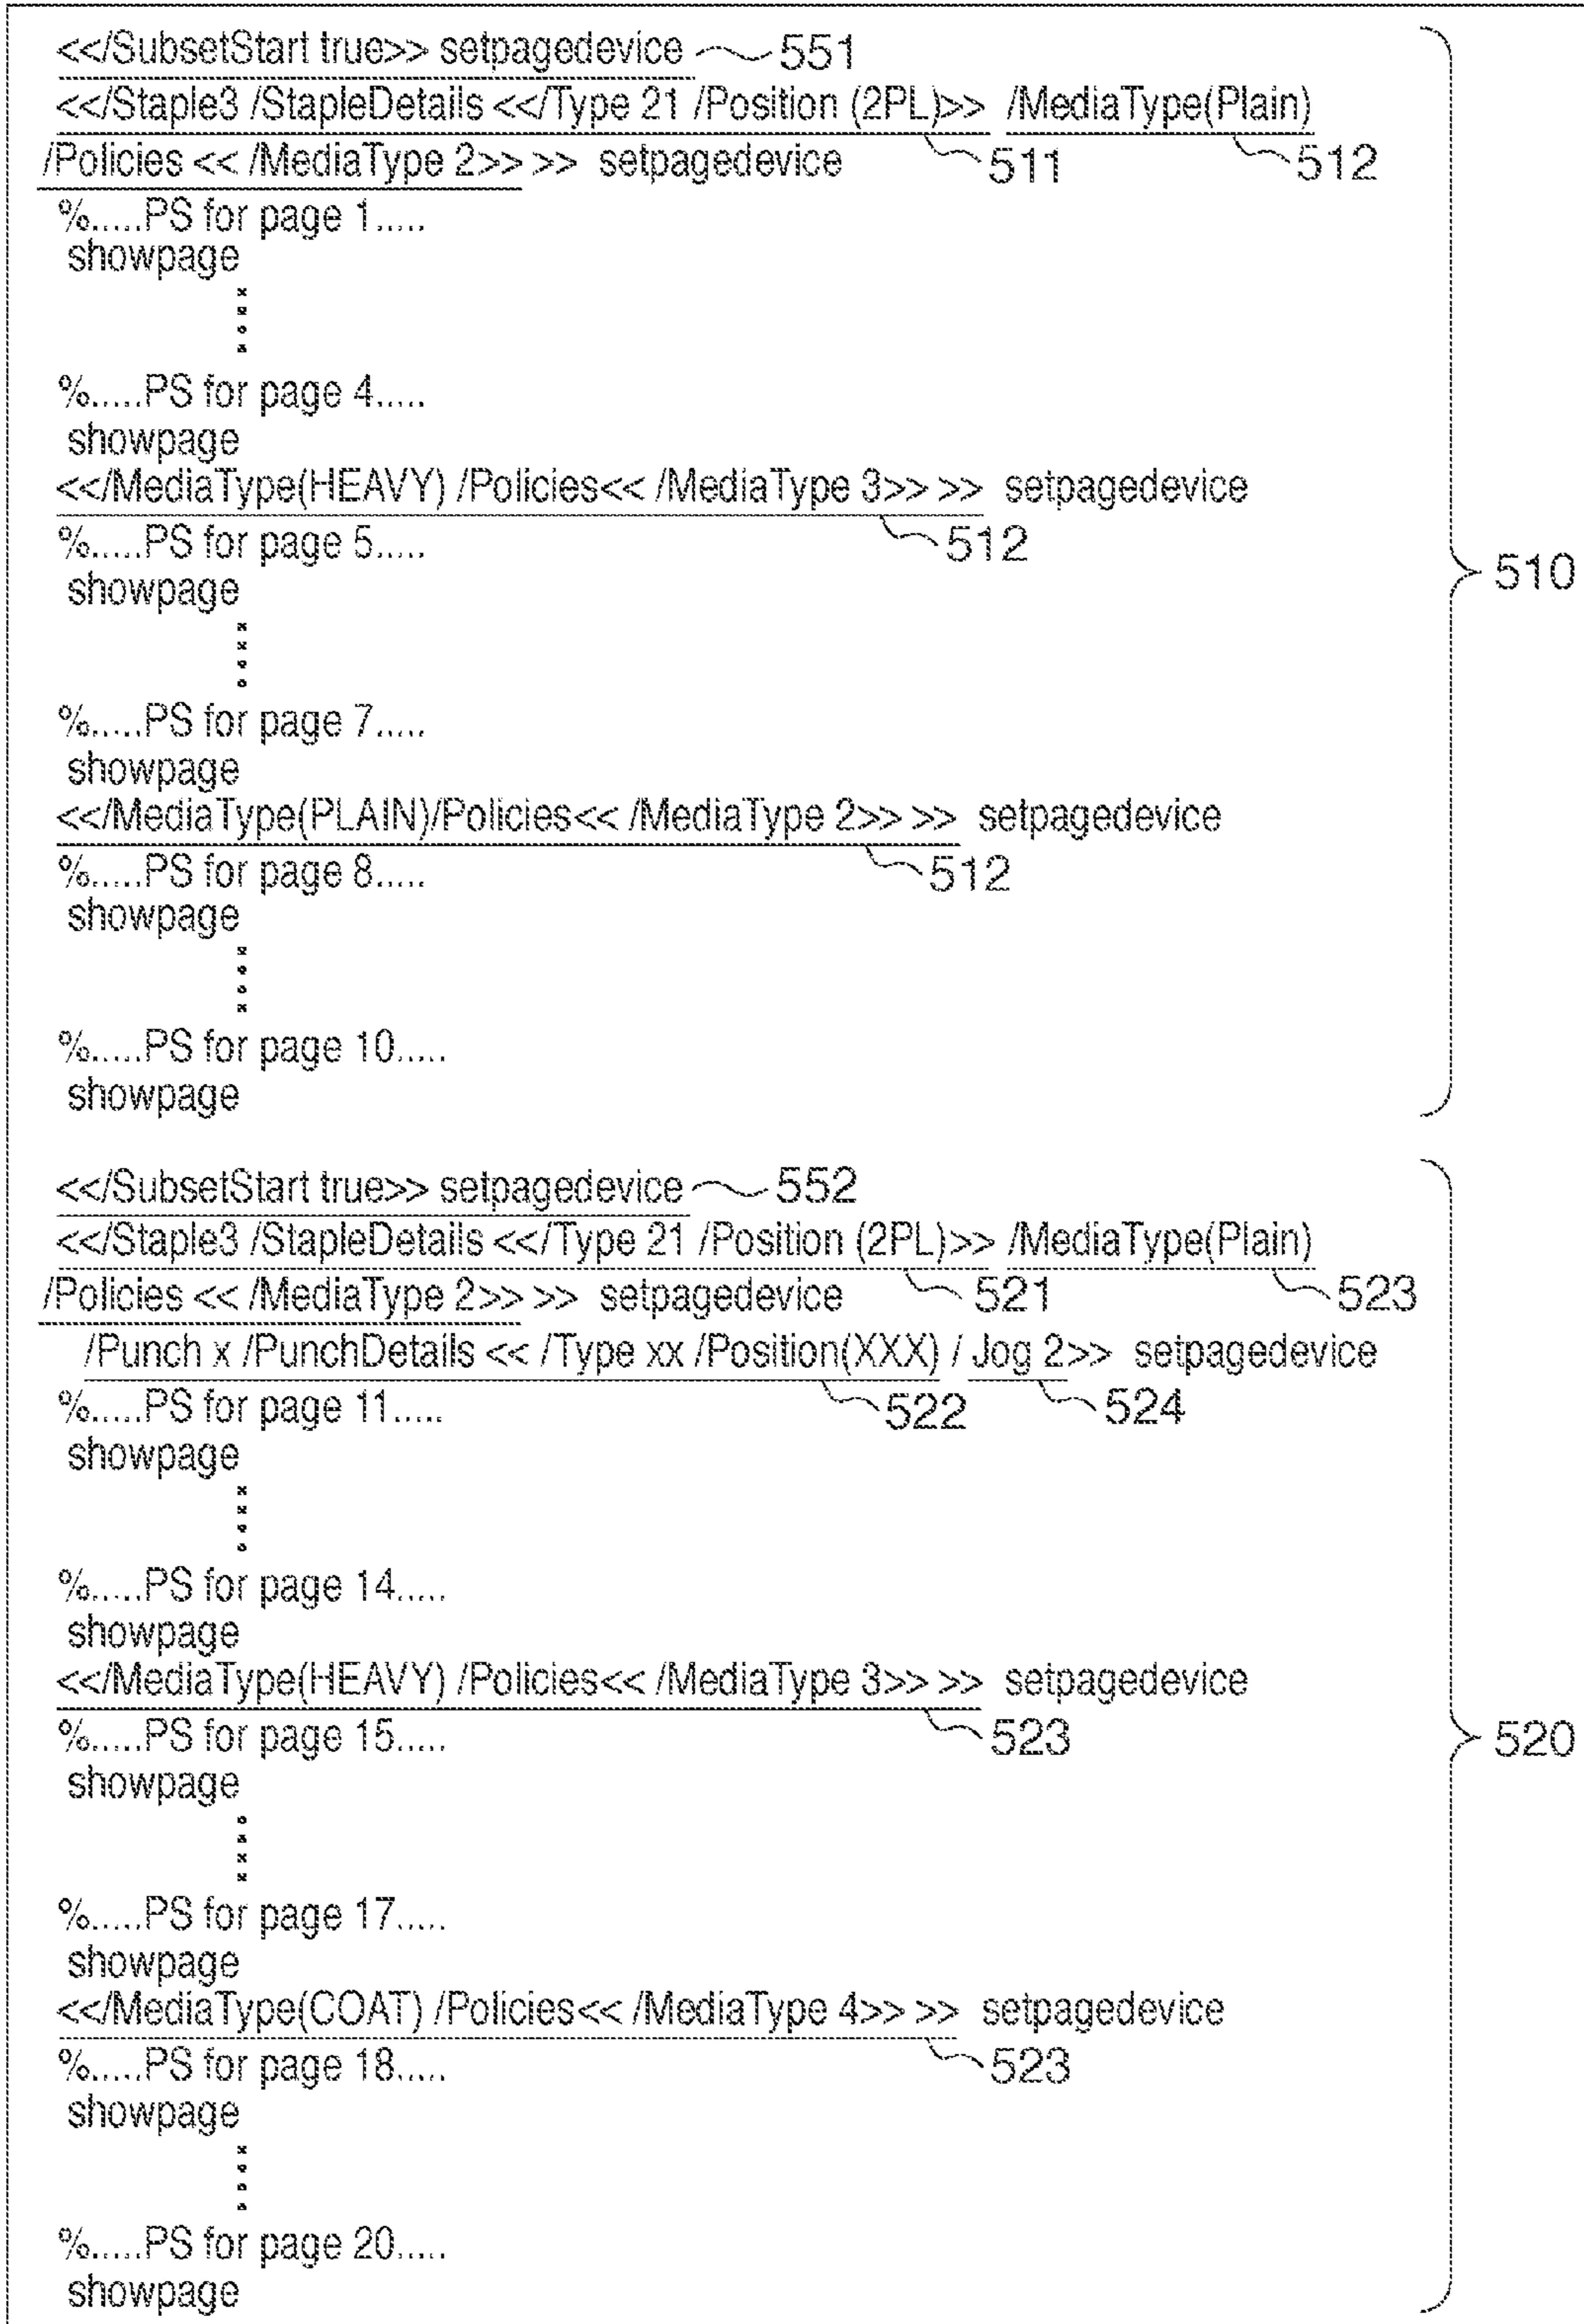 <</SubsetStart true>> setpagedevice 551
<</Staple3 /StapleDetails <</Type 21 /Position (2PL)>> /MediaType(Plain)
/Policies << /MediaType 2>> >> setpagedevice 511 512
%.....PS for page 1.....
showpage
%.....PS for page 4.....
showpage
<</MediaType(HEAVY) /Policies<< /MediaType 3>> >> setpagedevice
%.....PS for page 5..... 512
showpage 510
%.....PS for page 7.....
showpage
<</MediaType(PLAIN)/Policies<< /MediaType 2>> >> setpagedevice
%.....PS for page 8..... 512
showpage
%.....PS for page 10.....
showpage
<</SubsetStart true>> setpagedevice 552
<</Staple3 /StapleDetails <</Type 21 /Position (2PL)>> /MediaType(Plain)
/Policies << /MediaType 2>> >> setpagedevice 521 523
/Punch x /PunchDetails << /Type xx /Position(XXX) / Jog 2>> setpagedevice
%.....PS for page 11..... 522 524
showpage
%.....PS for page 14.....
showpage
<</MediaType(HEAVY) /Policies<< /MediaType 3>> >> setpagedevice
%.....PS for page 15..... 523 520
showpage
%.....PS for page 17.....
showpage
<</MediaType(COAT) /Policies<< /MediaType 4>> >> setpagedevice
%.....PS for page 18..... 523
showpage
%.....PS for page 20.....
showpage